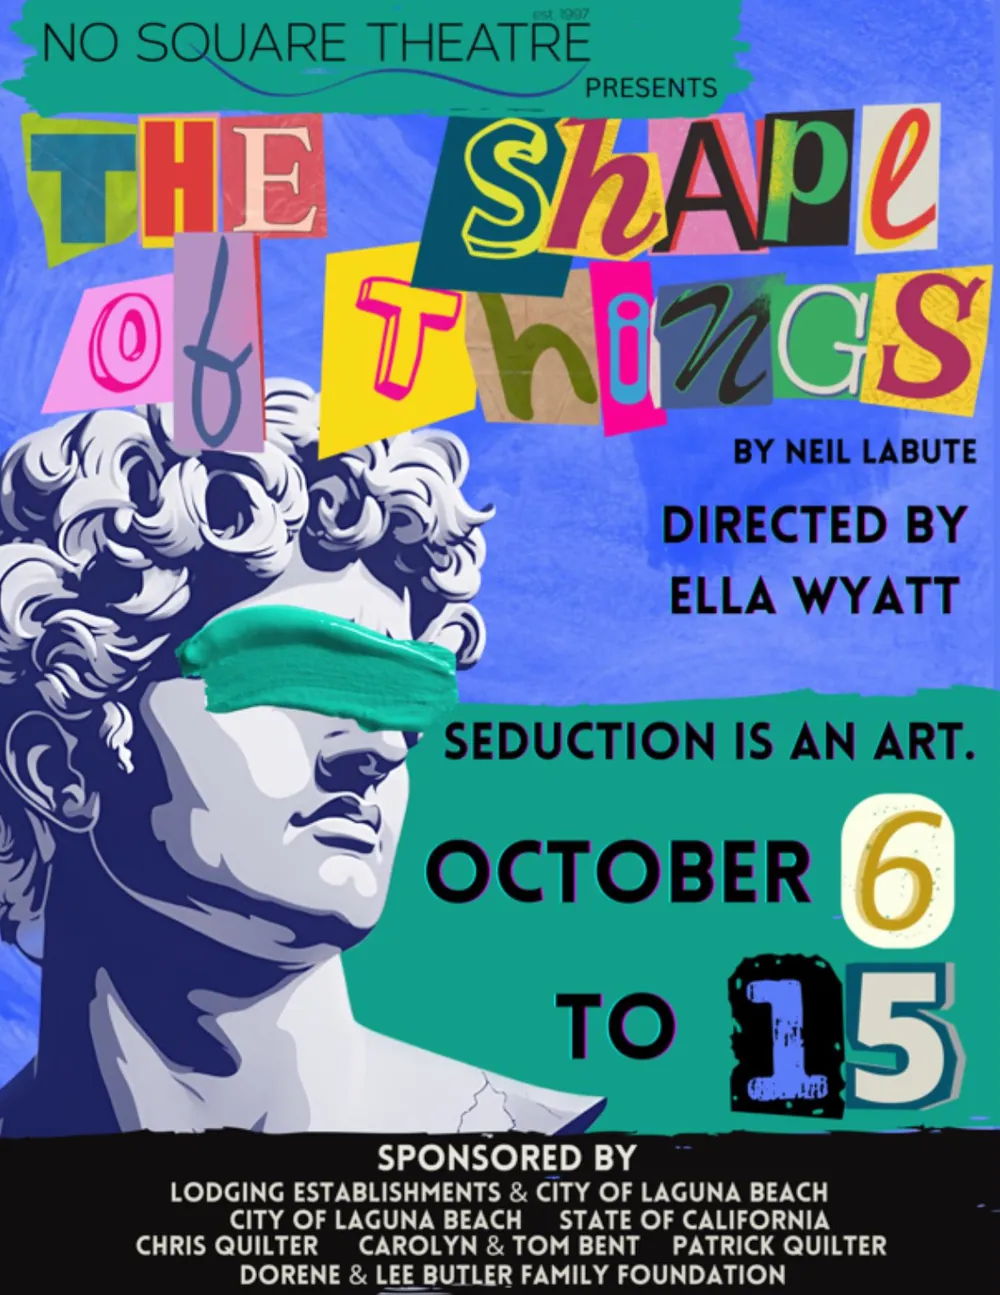 est. 1997
NO SQUARE THEATRE
PRESENTS
THE ShApe
of ThiNGS
BY NEIL LABUTE
DIRECTED BY
ELLA WYATT
SEDUCTION IS AN ART.
OCTOBER 6
TO 15
SPONSORED BY
LODGING ESTABLISHMENTS & CITY OF LAGUNA BEACH
CITY OF LAGUNA BEACH STATE OF CALIFORNIA
CHRIS QUILTER CAROLYN & TOM BENT PATRICK QUILTER
DORENE & LEE BUTLER FAMILY FOUNDATION